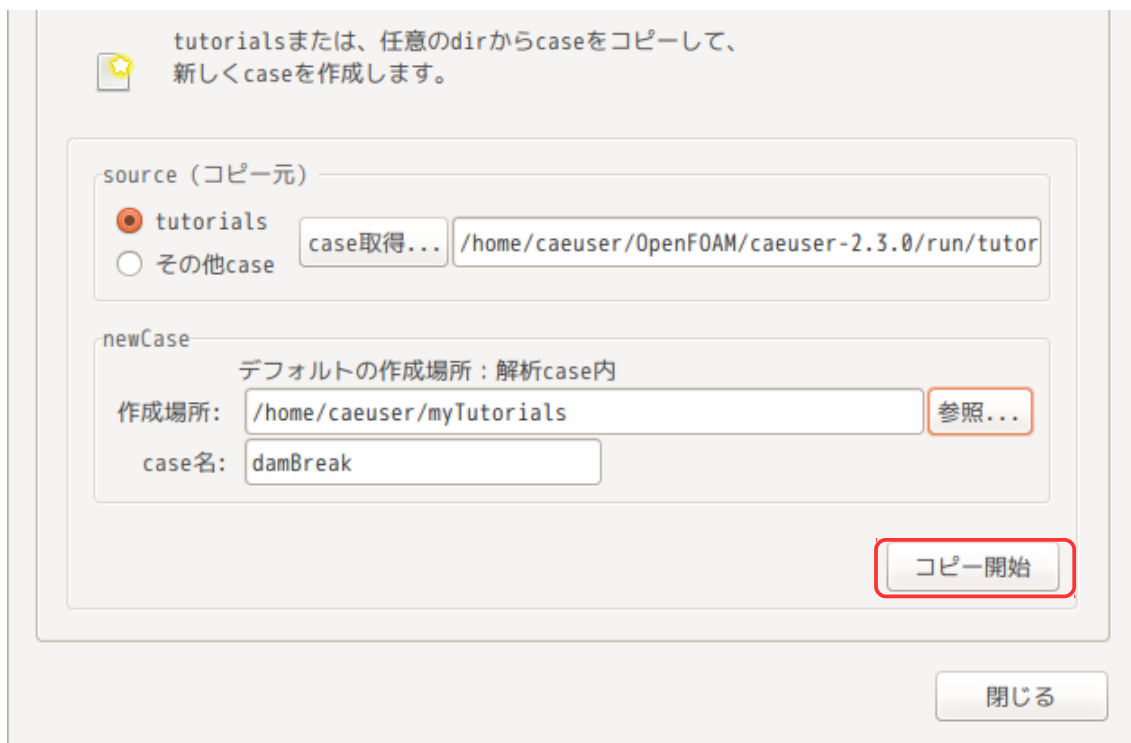 tutorialsまたは、任意のdirからcaseをコピーして、
新しくcaseを作成します。
source (コピー元)
tutorials
その他case
case取得...
/home/caeuser/OpenFOAM/caeuser-2.3.0/run/tutor
newCase
デフォルトの作成場所：解析case内
作成場所:
/home/caeuser/myTutorials
参照...
case名:
damBreak
コピー開始
閉じる